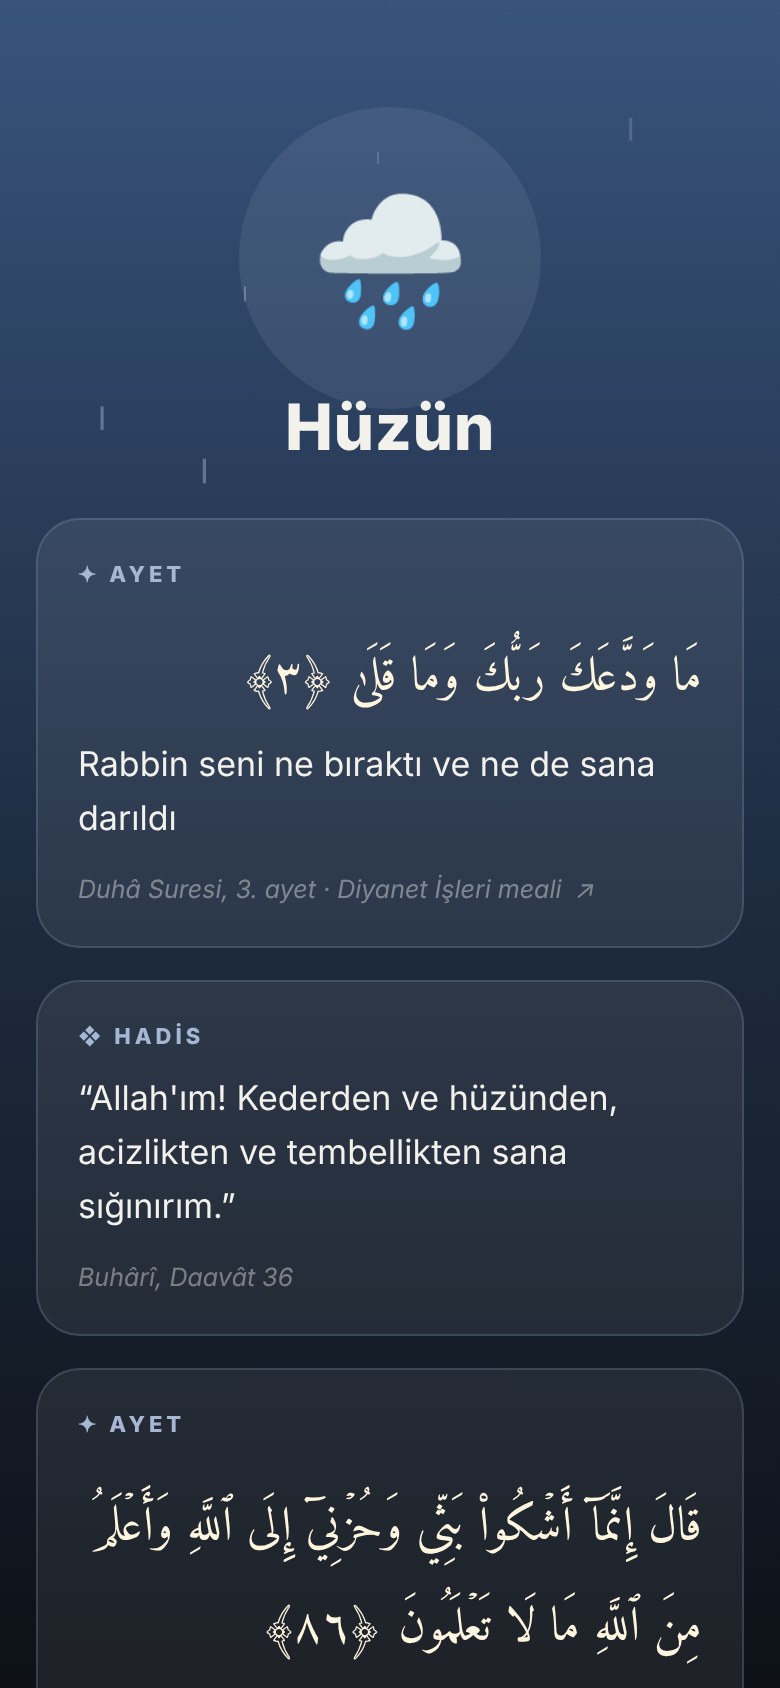 Hüzün
✦ AYET
مَا وَدَّعَكَ رَبُّكَ وَمَا قَلَىٰ ﴿٣﴾
Rabbin seni ne bıraktı ve ne de sana
darıldı
Duhâ Suresi, 3. ayet · Diyanet İşleri meali ↗
❖ HADİS
“Allah'ım! Kederden ve hüzünden,
acizlikten ve tembellikten sana
sığınırım.”
Buhârî, Daavât 36
✦ AYET
قَالَ إِنَّمَآ أَشْكُوا۟ بَثِّي وَحُزْنِيٓ إِلَى ٱللَّهِ وَأَعْلَمُ
مِنَ ٱللَّهِ مَا لَا تَعْلَمُونَ ﴿٨٦﴾